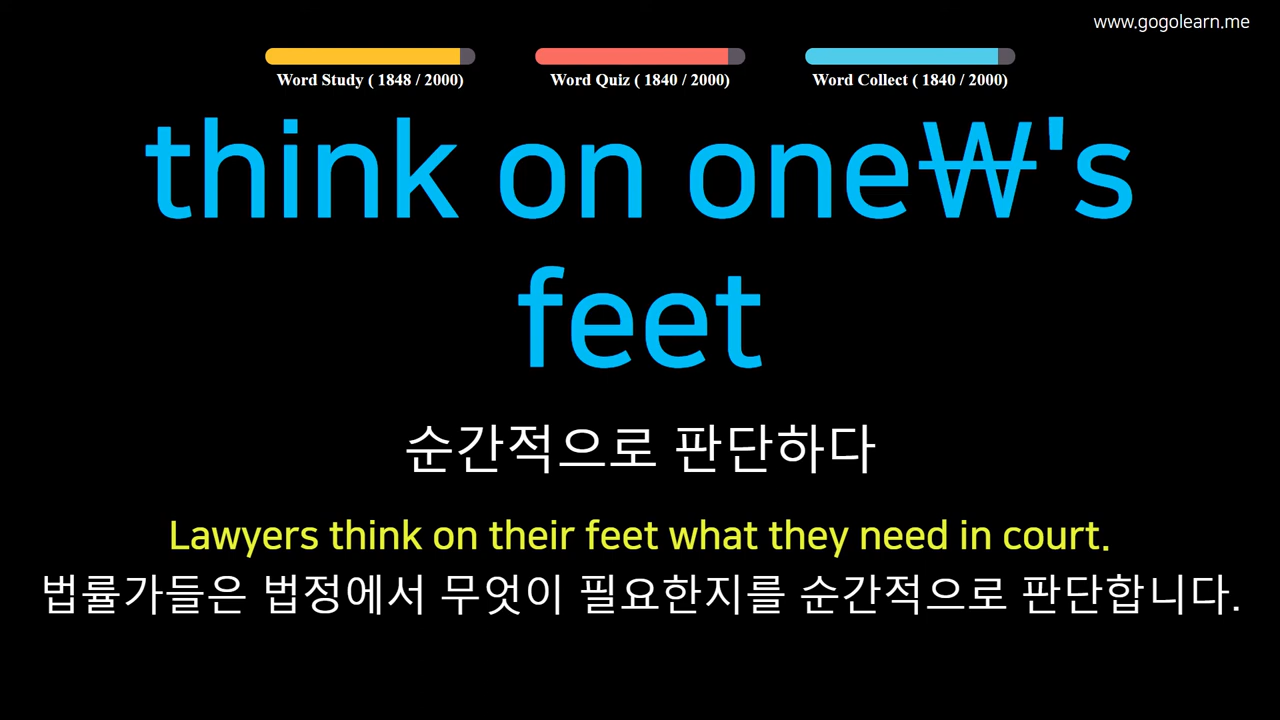 www.gogolearn.me
Word Study ( 1848 / 2000)
Word Quiz ( 1840 / 2000)
Word Collect ( 1840 / 2000)
think on one₩'s
feet
순간적으로 판단하다
Lawyers think on their feet what they need in court.
법률가들은 법정에서 무엇이 필요한지를 순간적으로 판단합니다.